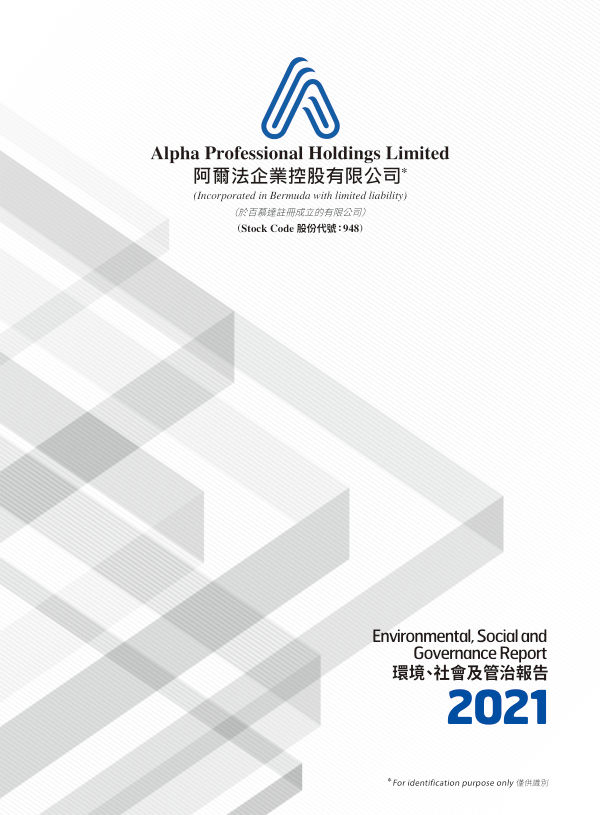 Alpha Professional Holdings Limited
阿爾法企業控股有限公司*
(Incorporated in Bermuda with limited liability)
（於百慕達註冊成立的有限公司）
(Stock Code 股份代號：948)
Environmental, Social and
Governance Report
環境、社會及管治報告
2021
* For identification purpose only 僅供識別